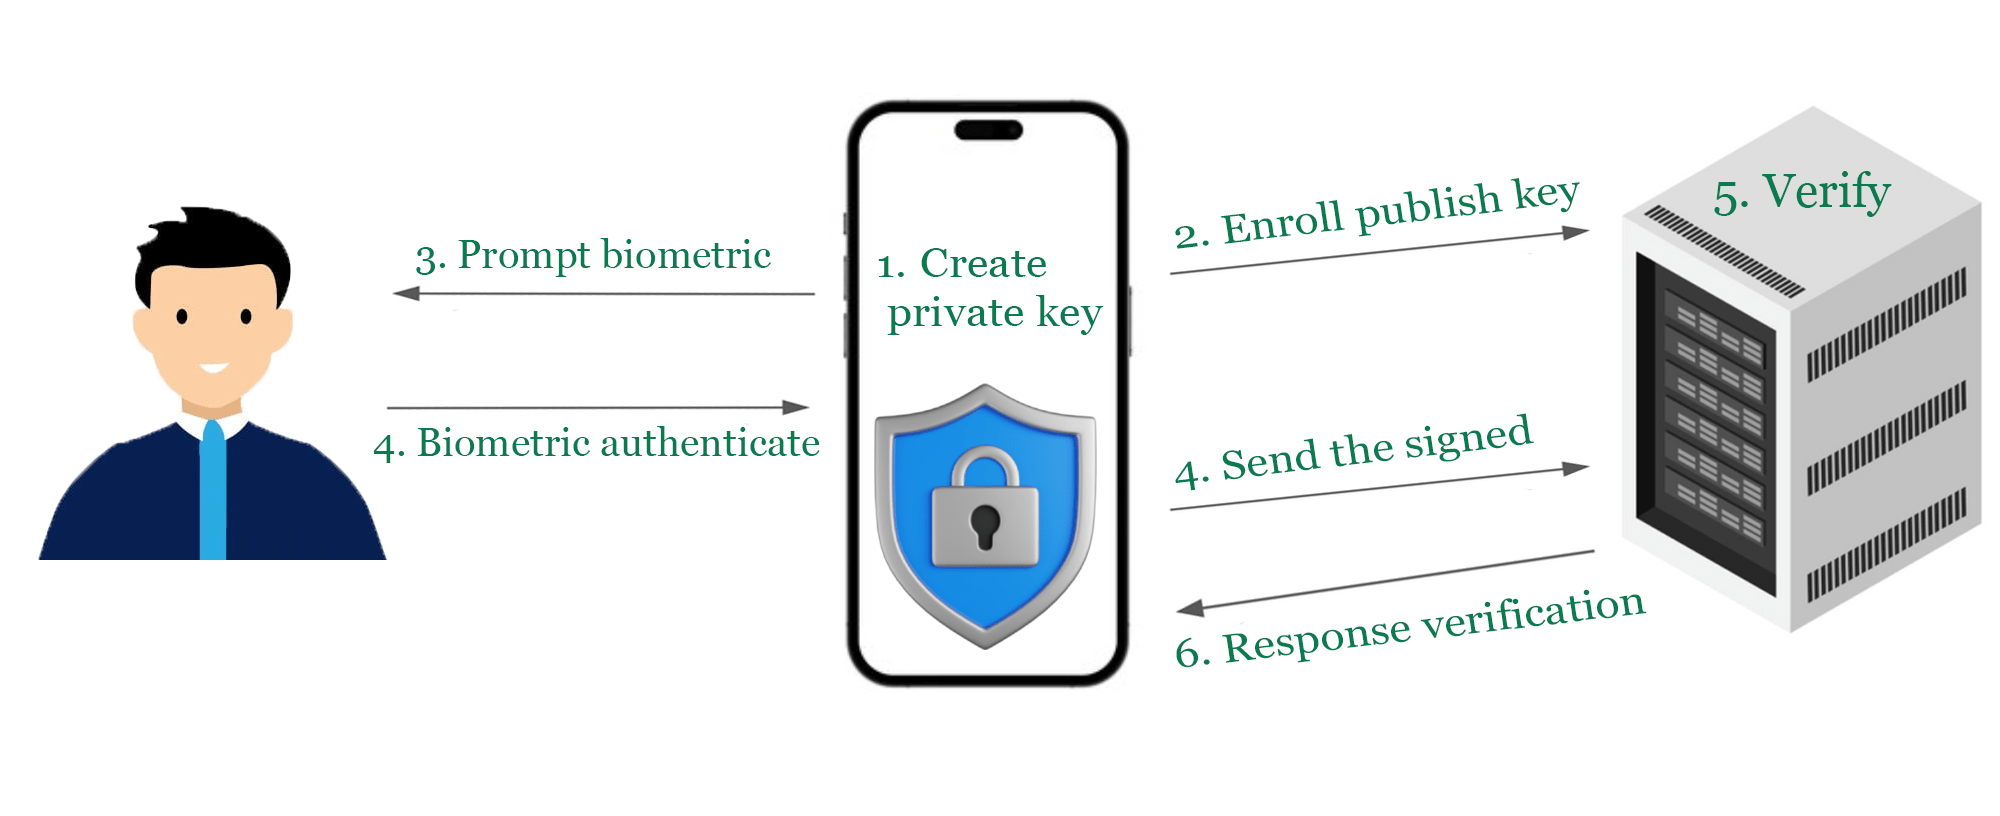 3. Prompt biometric
4. Biometric authenticate
1. Create
private key
2. Enroll publish key
4. Send the signed
6. Response verification
5. Verify